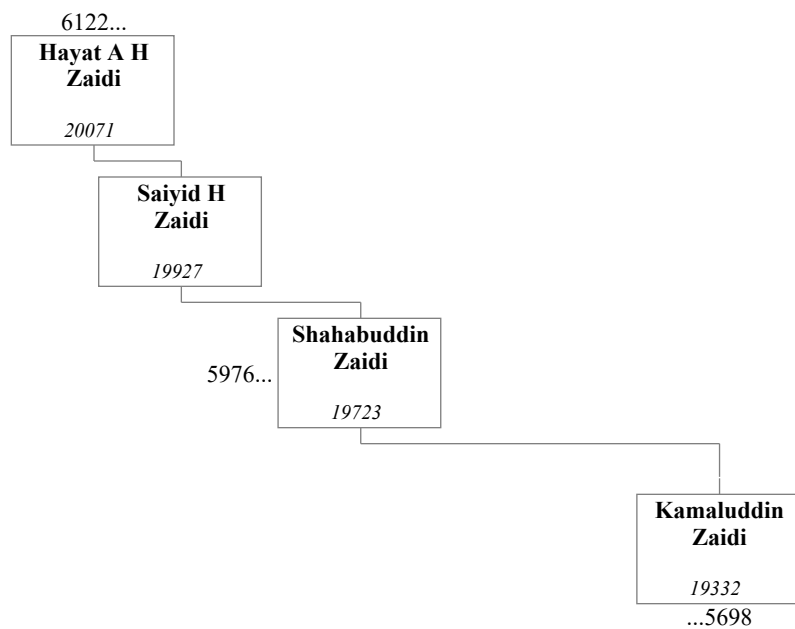 6122...
Hayat A H
Zaidi
20071
Saiyid H
Zaidi
19927
Shahabuddin
Zaidi
5976...
19723
Kamaluddin
Zaidi
19332
...5698